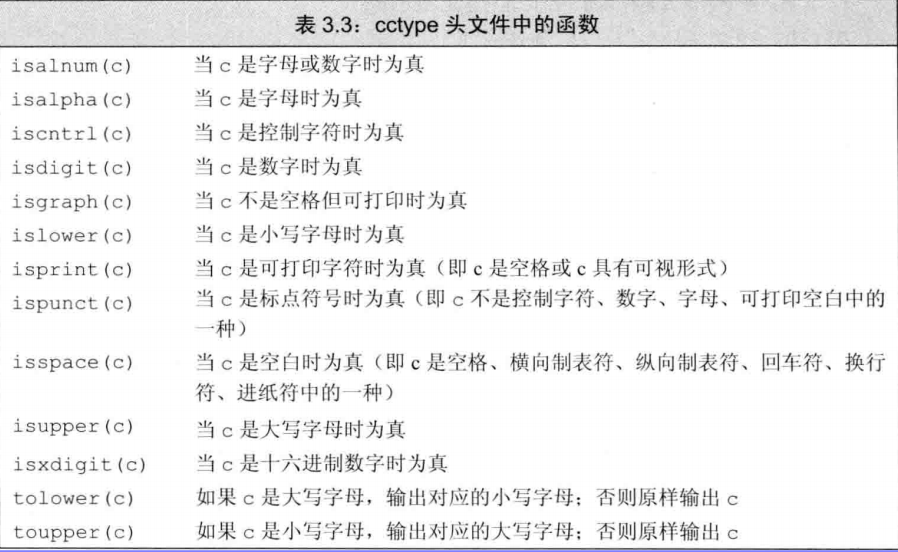 表 3.3：cctype 头文件中的函数
isalnum(c) 当 c 是字母或数字时为真
isalpha(c) 当 c 是字母时为真
iscntrl(c) 当 c 是控制字符时为真
isdigit(c) 当 c 是数字时为真
isgraph(c) 当 c 不是空格但可打印时为真
islower(c) 当 c 是小写字母时为真
isprint(c) 当 c 是可打印字符时为真（即 c 是空格或 c 具有可视形式）
ispunct(c) 当 c 是标点符号时为真（即 c 不是控制字符、数字、字母、可打印空白中的
一种）
isspace(c) 当 c 是空白时为真（即 c 是空格、横向制表符、纵向制表符、回车符、换行
符、进纸符中的一种）
isupper(c) 当 c 是大写字母时为真
isxdigit(c) 当 c 是十六进制数字时为真
tolower(c) 如果 c 是大写字母，输出对应的小写字母；否则原样输出 c
toupper(c) 如果 c 是小写字母，输出对应的大写字母；否则原样输出 c